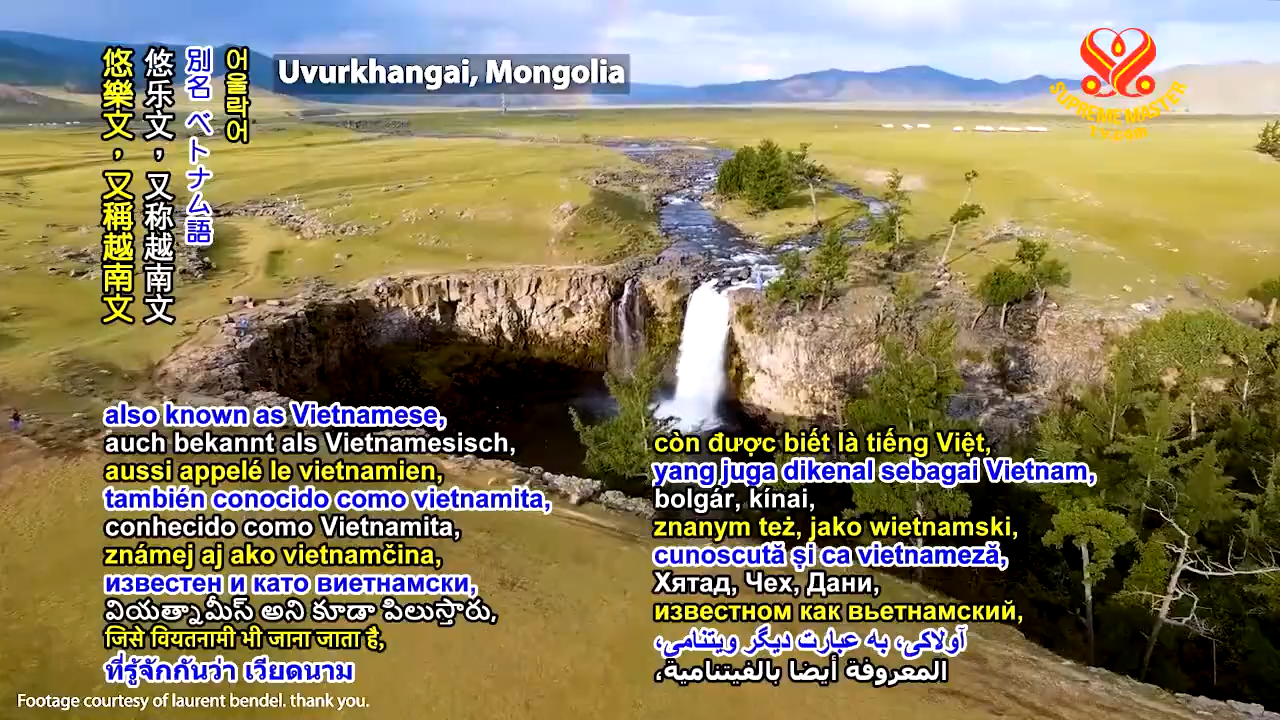 Uvurkhangai, Mongolia
SUPREME MASTER
TV.com
어울락어
別名 ベトナム語
悠乐文，又称越南文
悠樂文，又稱越南文
also known as Vietnamese,
auch bekannt als Vietnamesisch,
aussi appelé le vietnamien,
también conocido como vietnamita,
conhecido como Vietnamita,
známej aj ako vietnamčina,
известен и като виетнамски,
వియత్నామీస్ అని కూడా పిలుస్తారు,
जिसे वियतनामी भी जाना जाता है,
ที่รู้จักกันว่า เวียดนาม
còn được biết là tiếng Việt,
yang juga dikenal sebagai Vietnam,
bolgár, kínai,
znanym też, jako wietnamski,
cunoscută și ca vietnameză,
Хятад, Чех, Дани,
известном как вьетнамский,
آولاکی، به عبارت دیگر ویتنامی،
المعروفة أيضا بالفيتنامية،
Footage courtesy of laurent bendel. thank you.